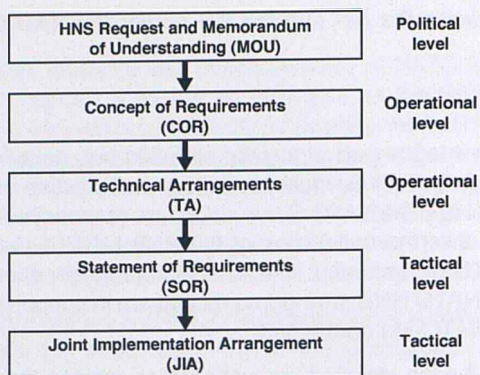 HNS Request and Memorandum
of Understanding (MOU)
Political
level
Concept of Requirements
(COR)
Operational
level
Technical Arrangements
(TA)
Operational
level
Statement of Requirements
(SOR)
Tactical
level
Joint Implementation Arrangement
(JIA)
Tactical
level